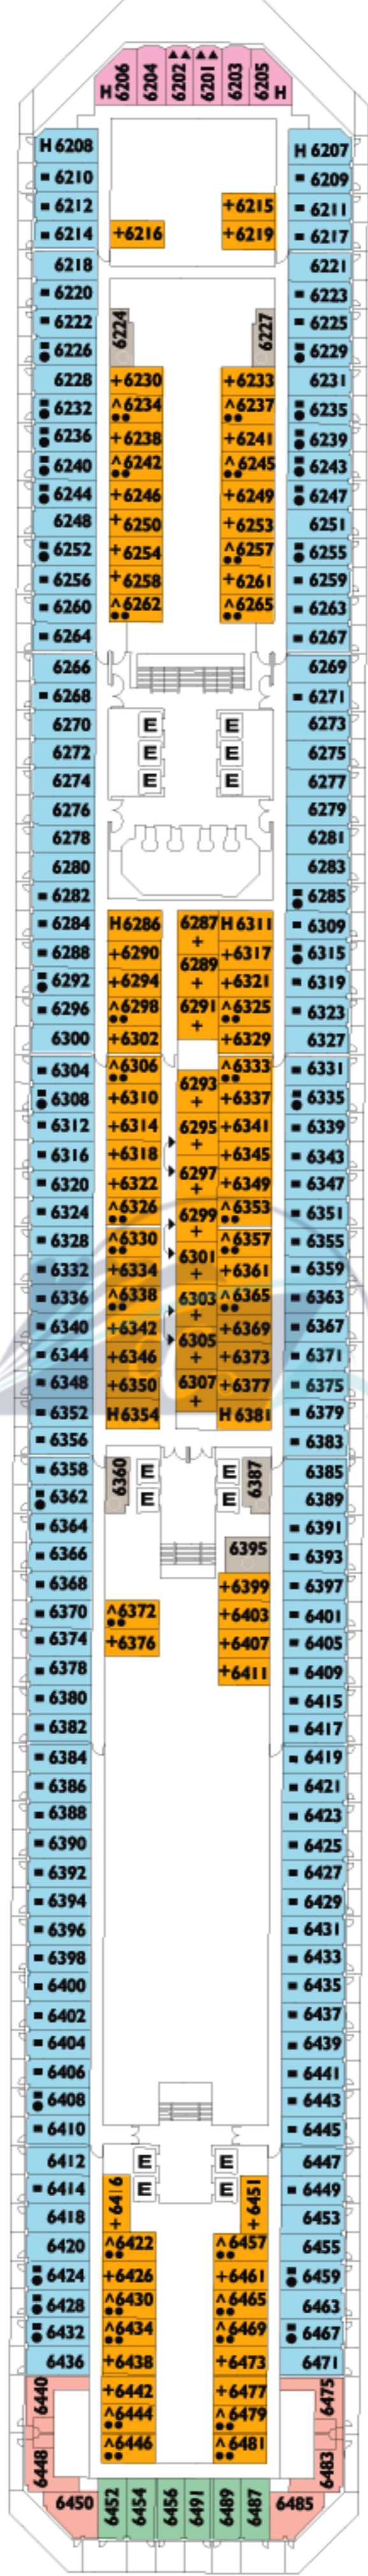 H 6206 6204 6202 ▲▲ 6201 ▲▲ 6203 6205 H
H 6208 H 6207
■ 6210 ■ 6209
■ 6212 +6215 ■ 6211
■ 6214 +6216 +6219 ■ 6217
6218 6221
■ 6220 ■ 6223
■ 6222 6224 6227 ■ 6225
■● 6226 ■● 6229
6228 +6230 +6233 6231
■● 6232 ^6234 ●● ^6237 ●● ■● 6235
■● 6236 +6238 +6241 ■● 6239
■● 6240 ^6242 ●● ^6245 ●● ■● 6243
■● 6244 +6246 +6249 ■● 6247
6248 +6250 +6253 6251
■● 6252 +6254 ^6257 ●● ■● 6255
■ 6256 +6258 +6261 ■ 6259
■ 6260 ^6262 ●● ^6265 ●● ■ 6263
■ 6264 ■ 6267
6266 6269
■ 6268 ■ 6271
6270 E E 6273
6272 E E 6275
6274 E E 6277
6276 6279
6278 6281
6280 6283
■ 6282 ■● 6285
■ 6284 H 6286 6287 + H 6311 ■ 6309
■ 6288 +6290 6289 + +6317 ■● 6315
■● 6292 +6294 +6321 ■ 6319
■ 6296 ^6298 ●● 6291 + ^6325 ●● ■ 6323
■ 6300 +6302 +6329 ■ 6327
■ 6304 ^6306 ●● ^6333 ●● ■ 6331
■● 6308 +6310 6293 + +6337 ■● 6335
■ 6312 +6314 6295 + +6341 ■ 6339
■ 6316 +6318 +6345 ■ 6343
■ 6320 +6322 6297 + +6349 ■ 6347
■ 6324 ^6326 ●● 6299 + ^6353 ●● ■ 6351
■ 6328 ^6330 ●● ^6357 ●● ■ 6355
■ 6332 +6334 6301 + +6361 ■ 6359
■ 6336 ^6338 ●● 6303 + ^6365 ●● ■ 6363
■ 6340 +6342 6305 + +6369 ■ 6367
■ 6344 +6346 +6373 ■ 6371
■ 6348 +6350 6307 + +6377 ■ 6375
■ 6352 H 6354 H 6381 ■ 6379
■ 6356 ■ 6383
■ 6358 6360 E E 6387 6385
■● 6362 E E 6389
■ 6364 ■ 6391
■ 6366 6395 ■ 6393
■ 6368 +6399 ■ 6397
■ 6370 ^6372 ●● +6403 ■ 6401
■ 6374 +6376 +6407 ■ 6405
■ 6378 +6411 ■ 6409
■ 6380 ■ 6415
■ 6382 ■ 6417
■ 6384 ■ 6419
■ 6386 ■ 6421
■ 6388 ■ 6423
■ 6390 ■ 6425
■ 6392 ■ 6427
■ 6394 ■ 6429
■ 6396 ■ 6431
■ 6398 ■ 6433
■ 6400 ■ 6435
■ 6402 ■ 6437
■ 6404 ■ 6439
■ 6406 ■ 6441
■● 6408 ■ 6443
■ 6410 ■ 6445
6412 E E 6447
■ 6414 +6416 E E +6451 ■ 6449
6418 6453
6420 ^6422 ●● ^6457 ●● 6455
■● 6424 +6426 +6461 ■● 6459
■● 6428 ^6430 ●● ^6465 ●● 6463
■● 6432 ^6434 ●● ^6469 ●● ■● 6467
6436 +6438 +6473 6471
6440 +6442 +6477 6475
^6444 ●● ^6479 ●●
6448 ^6446 ●● ^6481 ●● 6483
6450 6452 6454 6456 6491 6489 6487 6485